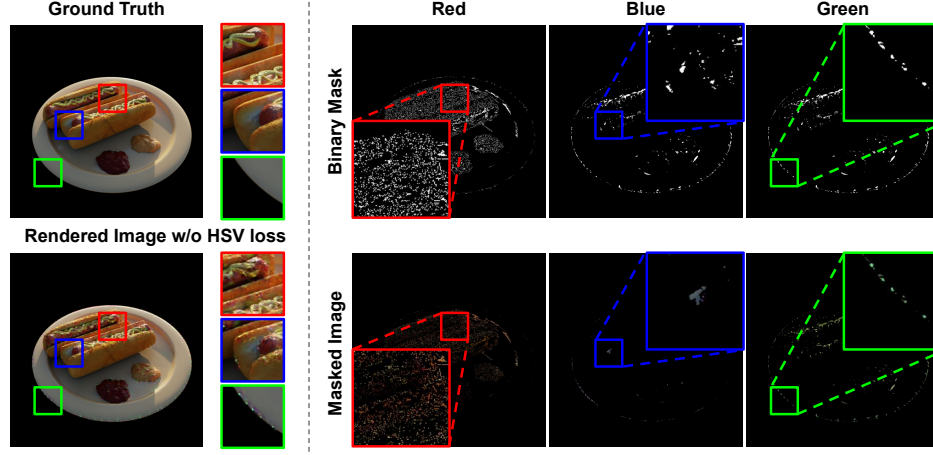 Ground Truth
Red
Blue
Green
Binary Mask
Rendered Image w/o HSV loss
Masked Image